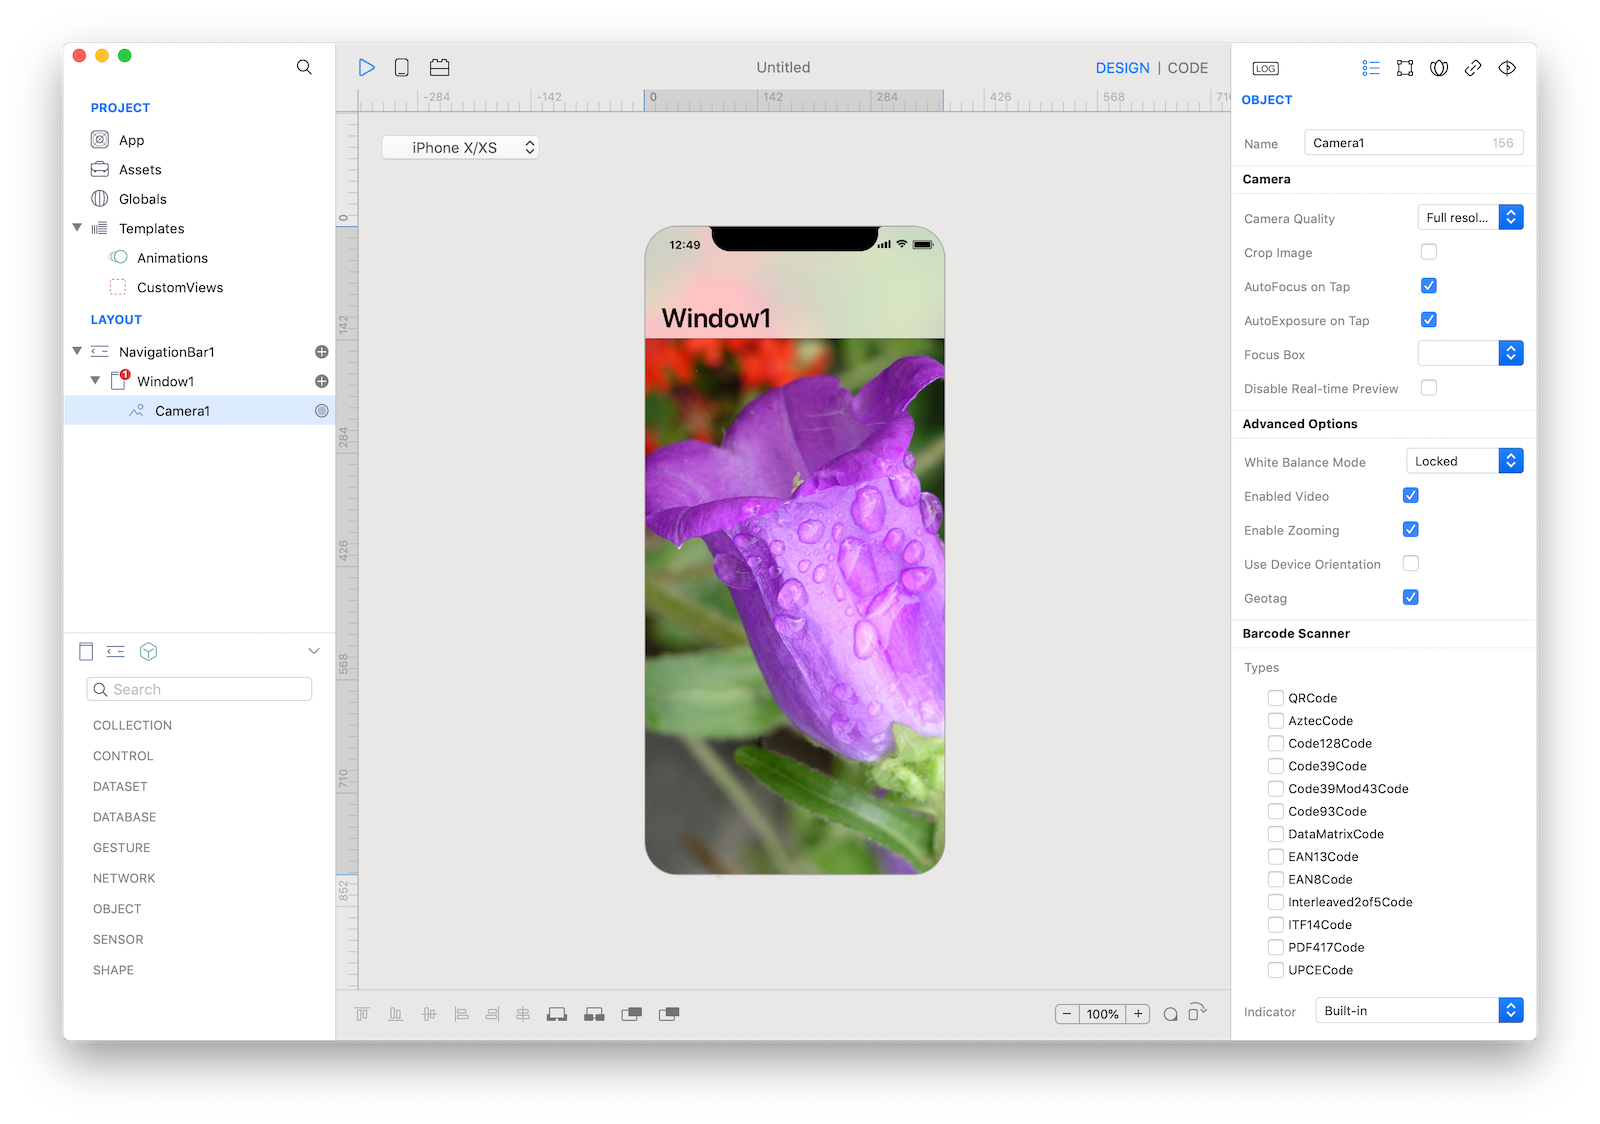 Untitled
DESIGN | CODE
LOG
PROJECT
App
Assets
Globals
Templates
Animations
CustomViews
LAYOUT
NavigationBar1
1
Window1
Camera1
Search
COLLECTION
CONTROL
DATASET
DATABASE
GESTURE
NETWORK
OBJECT
SENSOR
SHAPE
-284 -142 0 142 284 426 568 710
0
142
284
426
568
710
852
iPhone X/XS
12:49
Window1
100%
OBJECT
Name Camera1 156
Camera
Camera Quality Full resol...
Crop Image
AutoFocus on Tap
AutoExposure on Tap
Focus Box
Disable Real-time Preview
Advanced Options
White Balance Mode Locked
Enabled Video
Enable Zooming
Use Device Orientation
Geotag
Barcode Scanner
Types
QRCode
AztecCode
Code128Code
Code39Code
Code39Mod43Code
Code93Code
DataMatrixCode
EAN13Code
EAN8Code
Interleaved2of5Code
ITF14Code
PDF417Code
UPCECode
Indicator Built-in